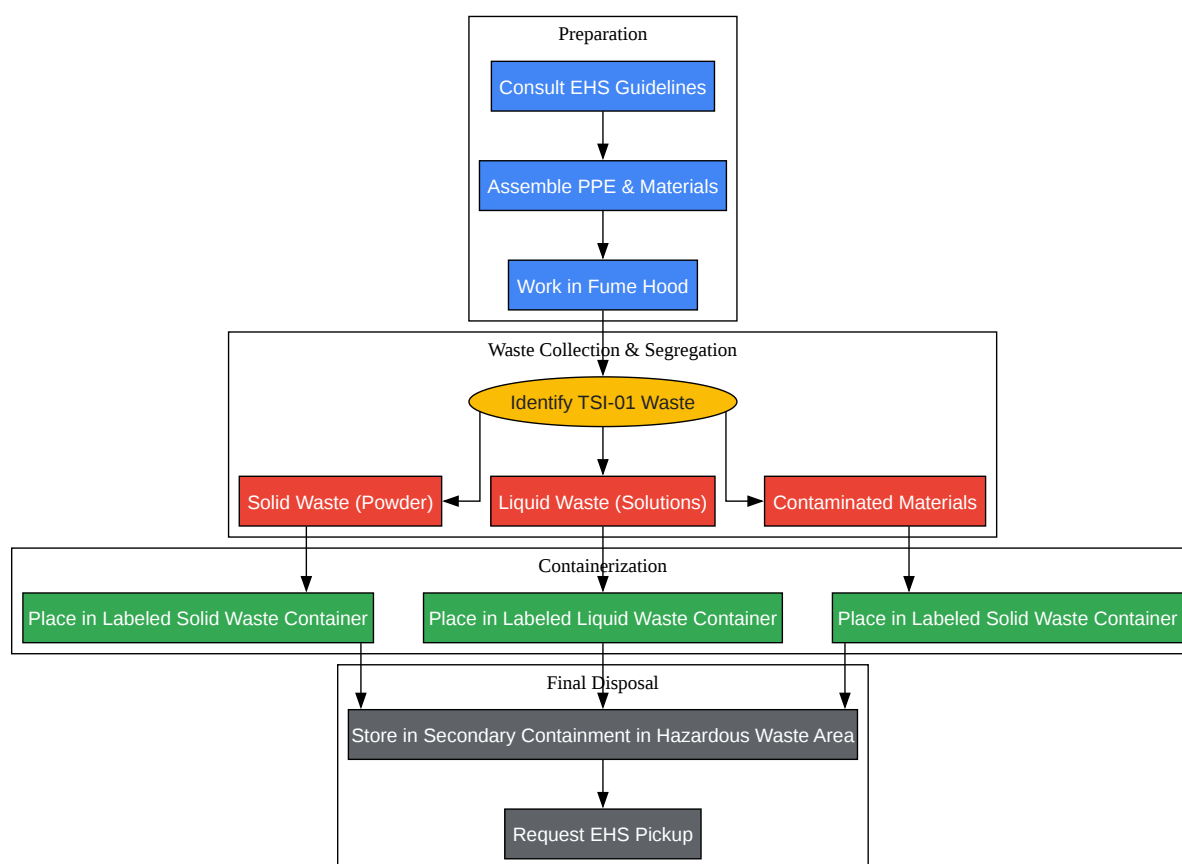 Preparation
Consult EHS Guidelines
Assemble PPE & Materials
Work in Fume Hood
Waste Collection & Segregation
Identify TSI-01 Waste
Solid Waste (Powder)
Liquid Waste (Solutions)
Contaminated Materials
Containerization
Place in Labeled Solid Waste Container
Place in Labeled Liquid Waste Container
Place in Labeled Solid Waste Container
Final Disposal
Store in Secondary Containment in Hazardous Waste Area
Request EHS Pickup